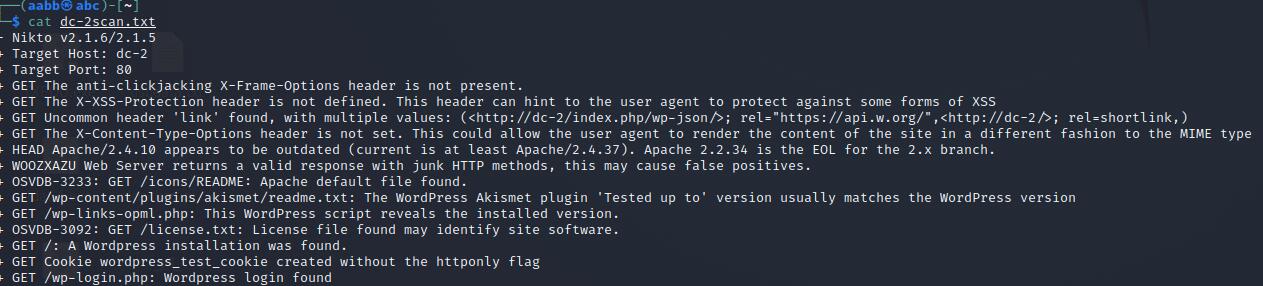 (aabb㉿abc)-[~]
$ cat dc-2scan.txt
- Nikto v2.1.6/2.1.5
+ Target Host: dc-2
+ Target Port: 80
+ GET The anti-clickjacking X-Frame-Options header is not present.
+ GET The X-XSS-Protection header is not defined. This header can hint to the user agent to protect against some forms of XSS
+ GET Uncommon header 'link' found, with multiple values: (<http://dc-2/index.php/wp-json/>; rel="https://api.w.org/",<http://dc-2/>; rel=shortlink,)
+ GET The X-Content-Type-Options header is not set. This could allow the user agent to render the content of the site in a different fashion to the MIME type
+ HEAD Apache/2.4.10 appears to be outdated (current is at least Apache/2.4.37). Apache 2.2.34 is the EOL for the 2.x branch.
+ WOOZXAZU Web Server returns a valid response with junk HTTP methods, this may cause false positives.
+ OSVDB-3233: GET /icons/README: Apache default file found.
+ GET /wp-content/plugins/akismet/readme.txt: The WordPress Akismet plugin 'Tested up to' version usually matches the WordPress version
+ GET /wp-links-opml.php: This WordPress script reveals the installed version.
+ OSVDB-3092: GET /license.txt: License file found may identify site software.
+ GET /: A Wordpress installation was found.
+ GET Cookie wordpress_test_cookie created without the httponly flag
+ GET /wp-login.php: Wordpress login found